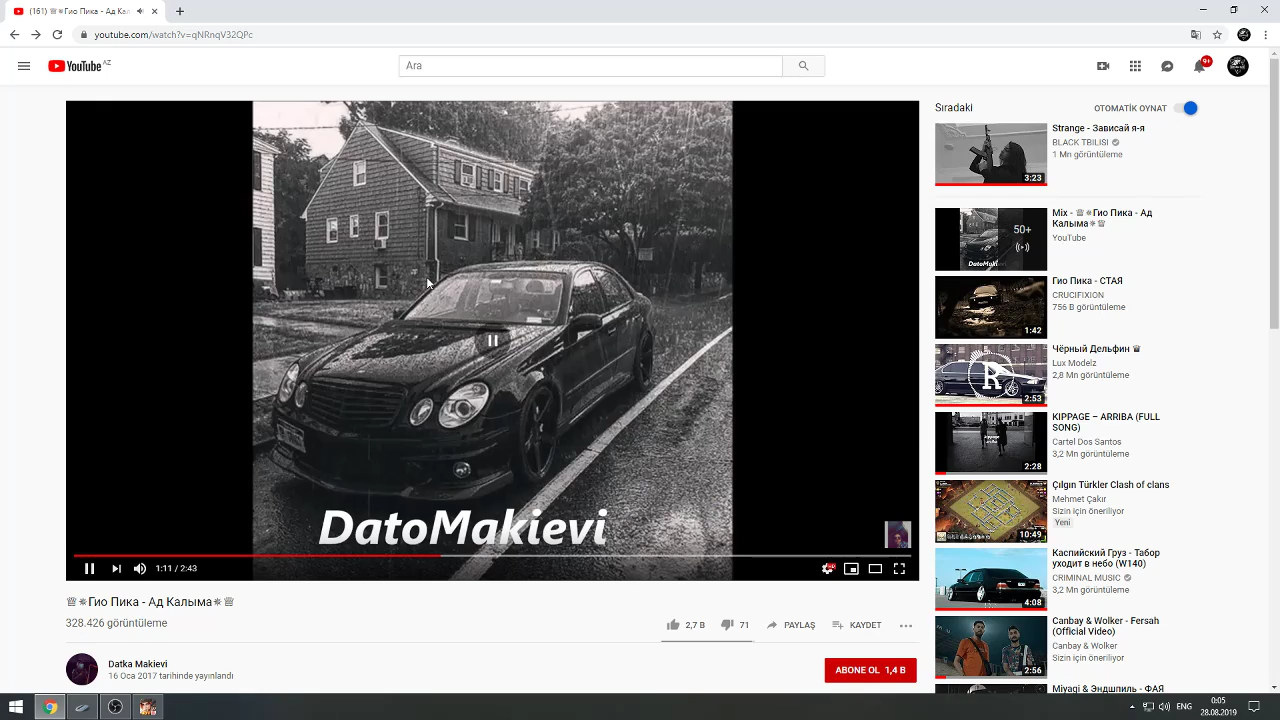 (161) ♕☀Гио Пика - Ад Кал
youtube.com/watch?v=qNRnqV32QPc
YouTube AZ
Ara
9+
DatoMakievi
1:11 / 2:43
♕☀Гио Пика - Ад Калыма☀♕
328.426 görüntüleme
2,7 B
71
PAYLAŞ
KAYDET
Datka Makievi
ABONE OL 1,4 B
Sıradaki
OTOMATİK OYNAT
Strange - Зависай я-я
BLACK TBILISI
1 Mn görüntüleme
3:23
Mix - ♕☀Гио Пика - Ад
Калыма☀♕
YouTube
50+
Гио Пика - СТАЯ
CRUCIFIXION
756 B görüntüleme
1:42
Чёрный Дельфин ♕
Lux Modelz
2,8 Mn görüntüleme
R
2:53
KIPPAGE – ARRIBA (FULL
SONG)
Cartel Dos Santos
3,2 Mn görüntüleme
2:28
Çılgın Türkler Clash of clans
Mehmet Çakır
Sizin için öneriliyor
Yeni
10:49
Каспийский Груз - Табор
уходит в небо (W140)
CRIMINAL MUSIC
3,2 Mn görüntüleme
4:08
Canbay & Wolker - Fersah
(Official Video)
Canbay & Wolker
Sizin için öneriliyor
2:56
Miyagi & Эндшпиль - ФАЯ
ENG
0:05
28.08.2019